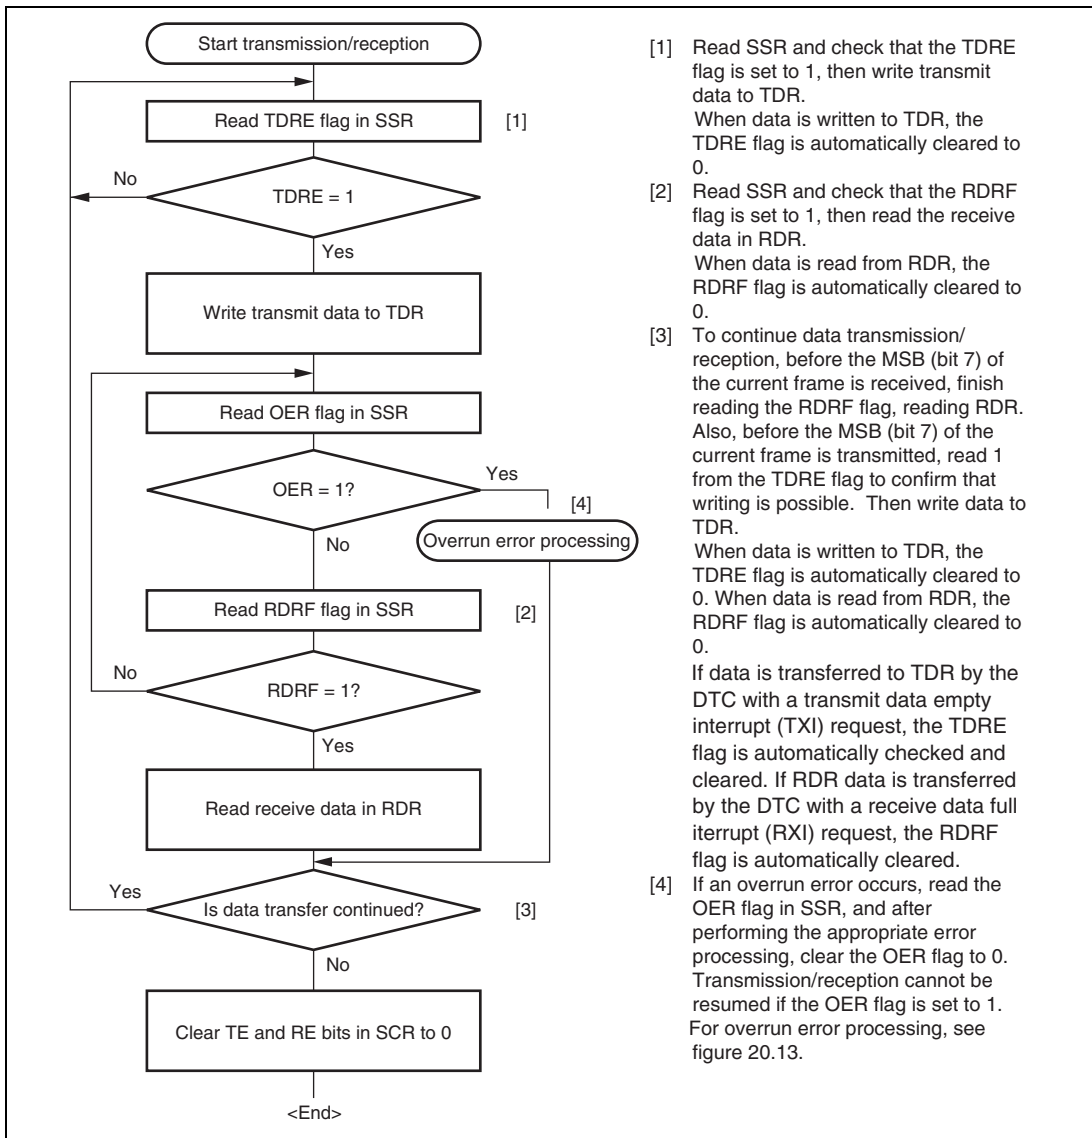 Start transmission/reception
Read TDRE flag in SSR
[1]
No
TDRE = 1
Yes
Write transmit data to TDR
Read OER flag in SSR
OER = 1?
Yes
[4]
No
Overrun error processing
Read RDRF flag in SSR
[2]
No
RDRF = 1?
Yes
Read receive data in RDR
Yes
Is data transfer continued?
[3]
No
Clear TE and RE bits in SCR to 0
<End>
[1] Read SSR and check that the TDRE
flag is set to 1, then write transmit
data to TDR.
When data is written to TDR, the
TDRE flag is automatically cleared to
0.
[2] Read SSR and check that the RDRF
flag is set to 1, then read the receive
data in RDR.
When data is read from RDR, the
RDRF flag is automatically cleared to
0.
[3] To continue data transmission/
reception, before the MSB (bit 7) of
the current frame is received, finish
reading the RDRF flag, reading RDR.
Also, before the MSB (bit 7) of the
current frame is transmitted, read 1
from the TDRE flag to confirm that
writing is possible. Then write data to
TDR.
When data is written to TDR, the
TDRE flag is automatically cleared to
0. When data is read from RDR, the
RDRF flag is automatically cleared to
0.
If data is transferred to TDR by the
DTC with a transmit data empty
interrupt (TXI) request, the TDRE
flag is automatically checked and
cleared. If RDR data is transferred
by the DTC with a receive data full
iterrupt (RXI) request, the RDRF
flag is automatically cleared.
[4] If an overrun error occurs, read the
OER flag in SSR, and after
performing the appropriate error
processing, clear the OER flag to 0.
Transmission/reception cannot be
resumed if the OER flag is set to 1.
For overrun error processing, see
figure 20.13.